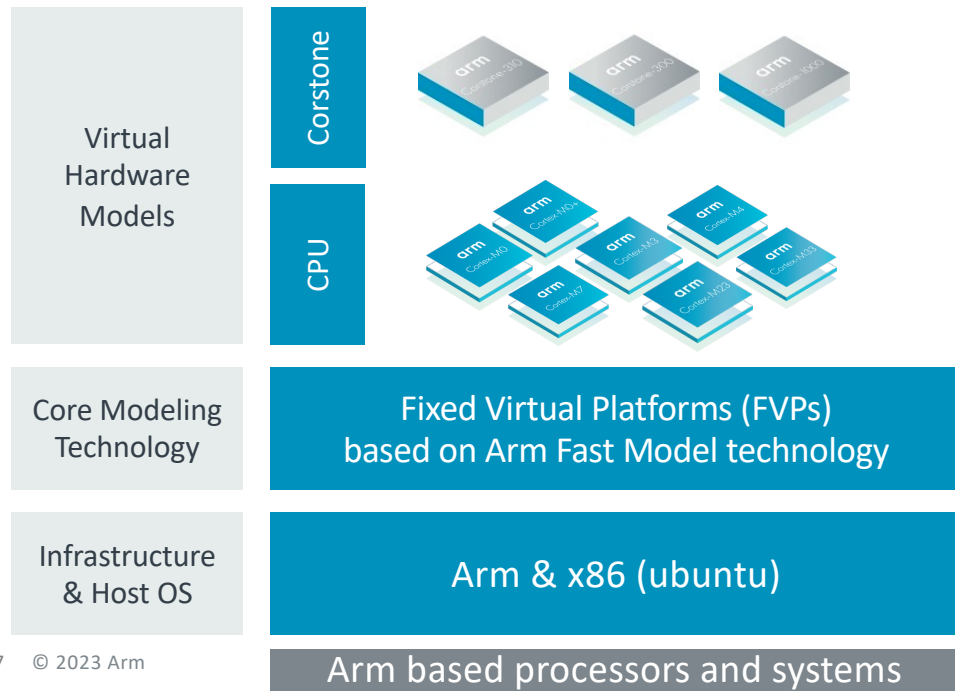 Virtual
Hardware
Models
Corstone
arm
Corstone-310
arm
Corstone-300
arm
Corstone-1000
CPU
arm
Cortex-M0
arm
Cortex-M0+
arm
Cortex-M7
arm
Cortex-M3
arm
Cortex-M4
arm
Cortex-M23
arm
Cortex-M33
Core Modeling
Technology
Fixed Virtual Platforms (FVPs)
based on Arm Fast Model technology
Infrastructure
& Host OS
Arm & x86 (ubuntu)
7 © 2023 Arm
Arm based processors and systems